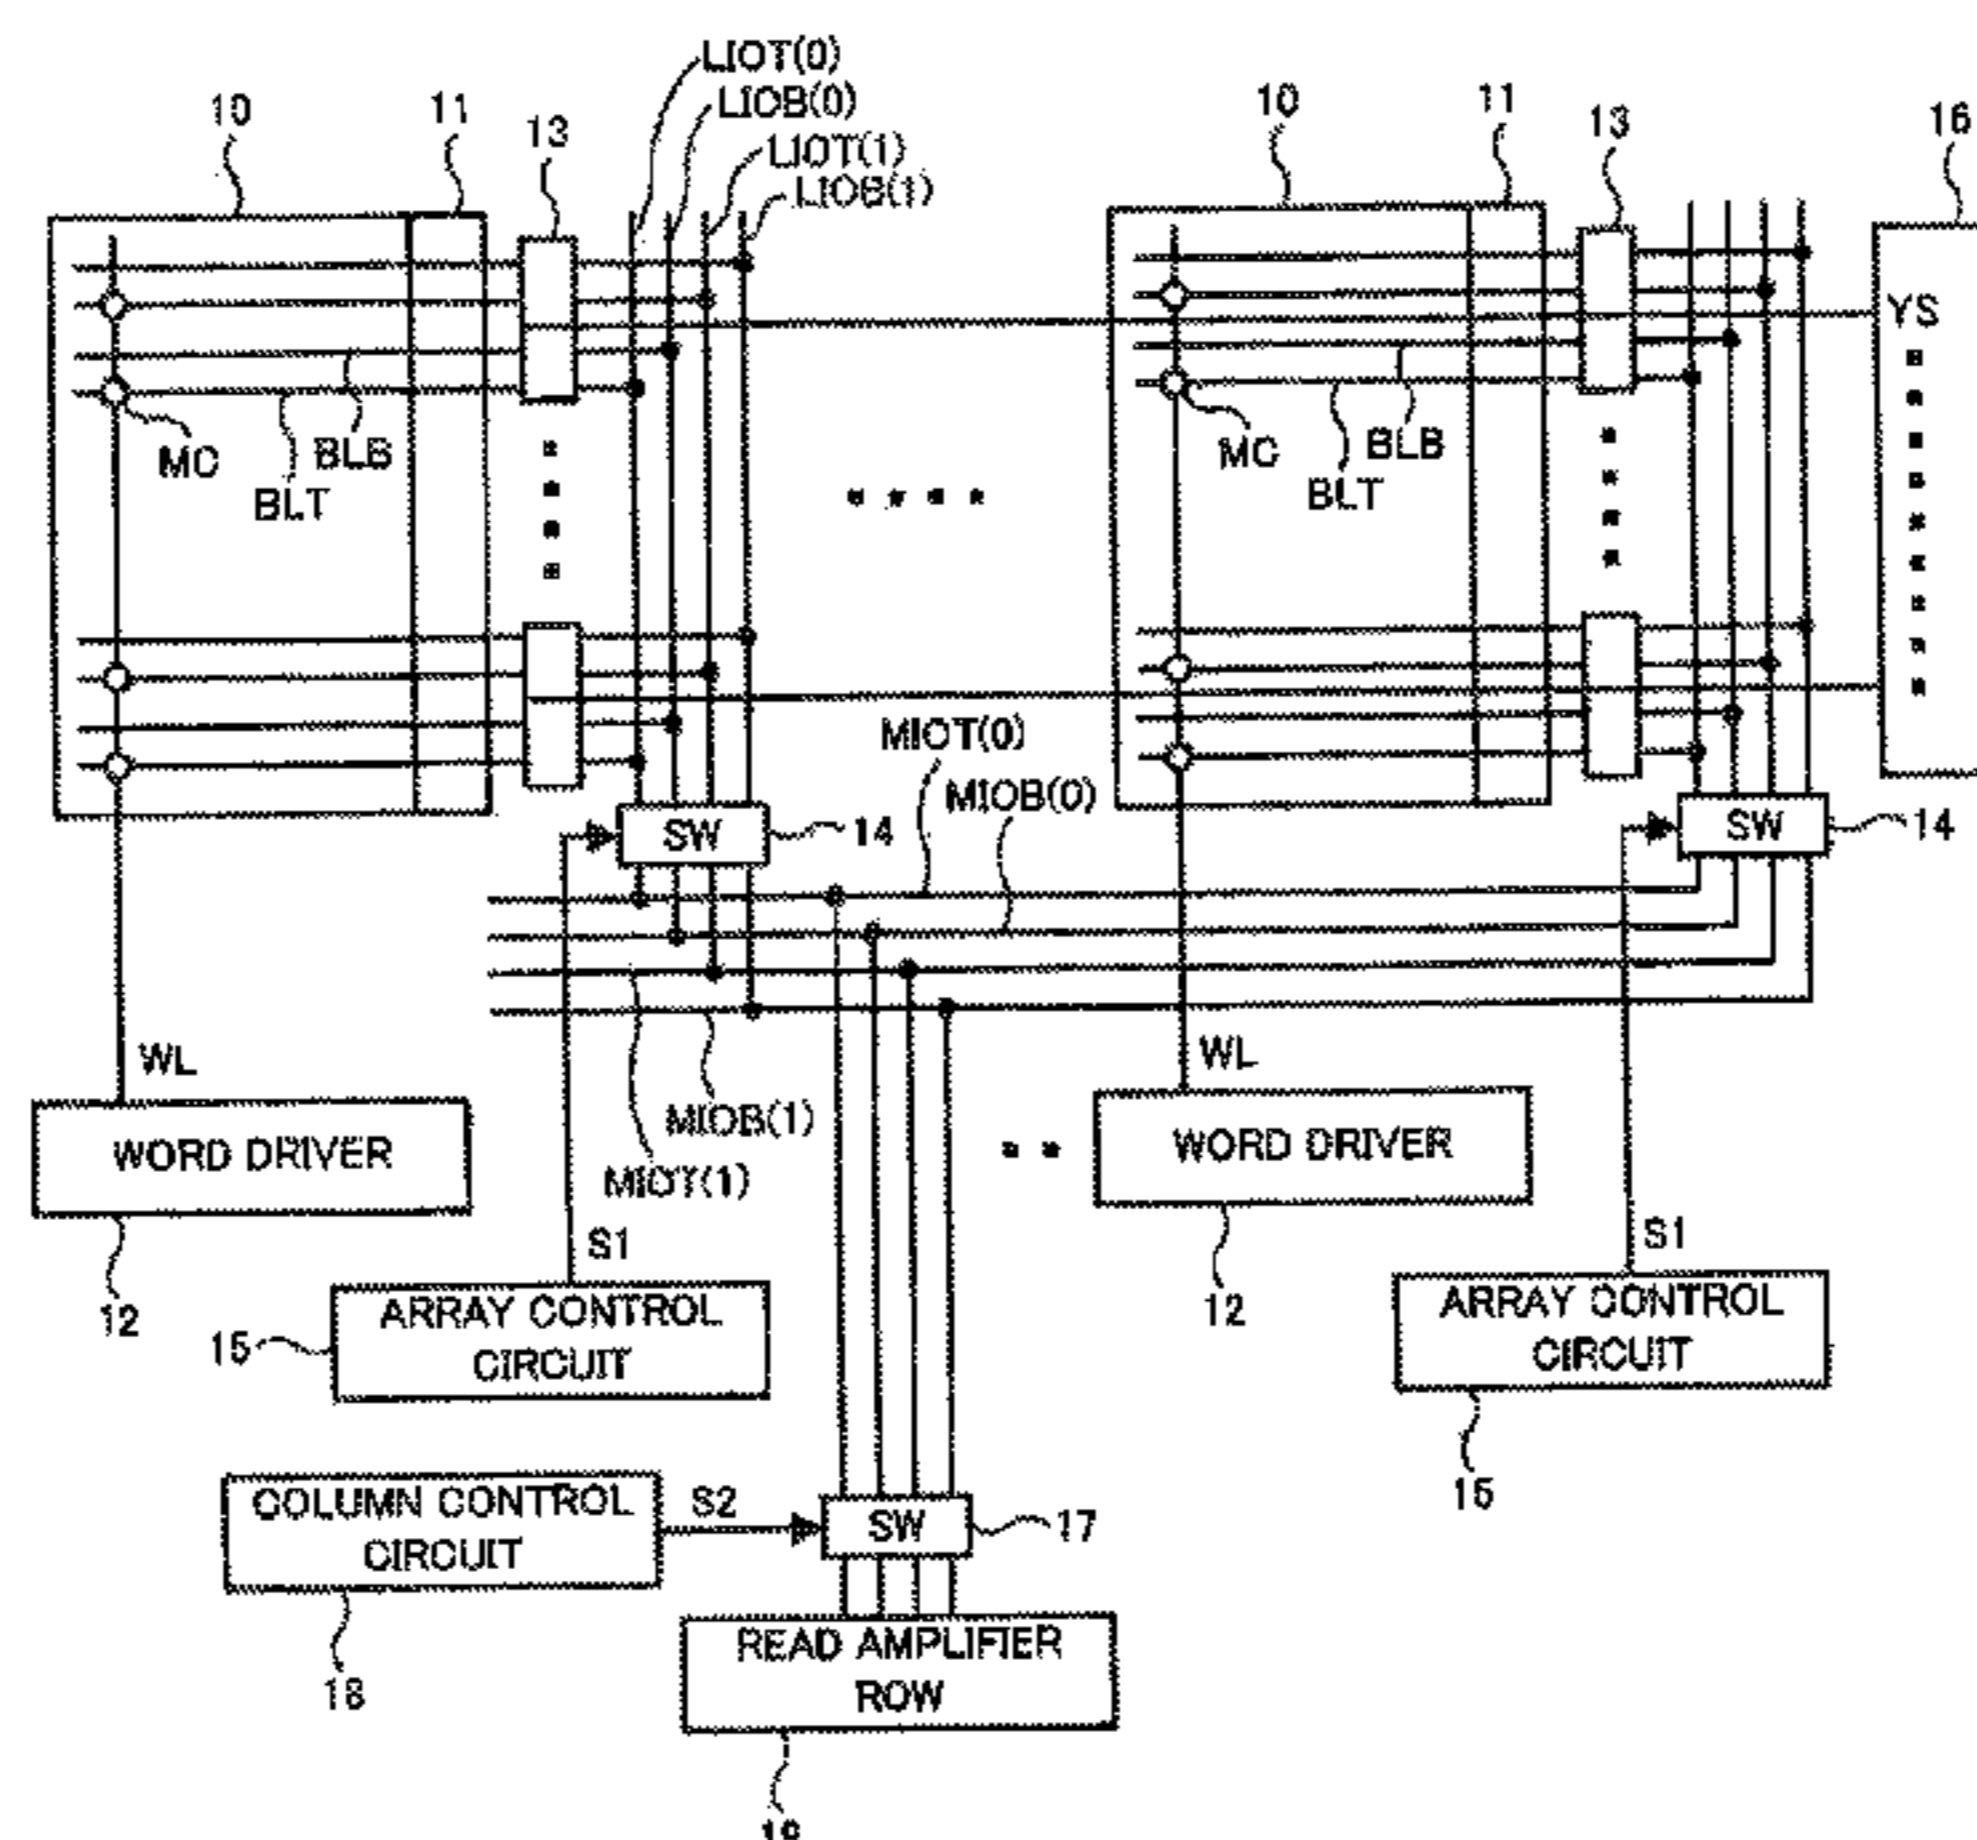 LIOT(0)
LIOB(0)
LIOT(1)
LIOB(1)
10
11
13
10
11
13
16
YS
MC
BLB
BLT
MC
BLB
BLT
MIOT(0)
MIOB(0)
SW
14
SW
14
WL
WL
MIOB(1)
MIOT(1)
WORD DRIVER
WORD DRIVER
12
12
S1
S1
ARRAY CONTROL
CIRCUIT
15
ARRAY CONTROL
CIRCUIT
15
COLUMN CONTROL
CIRCUIT
S2
SW
17
18
READ AMPLIFIER
ROW